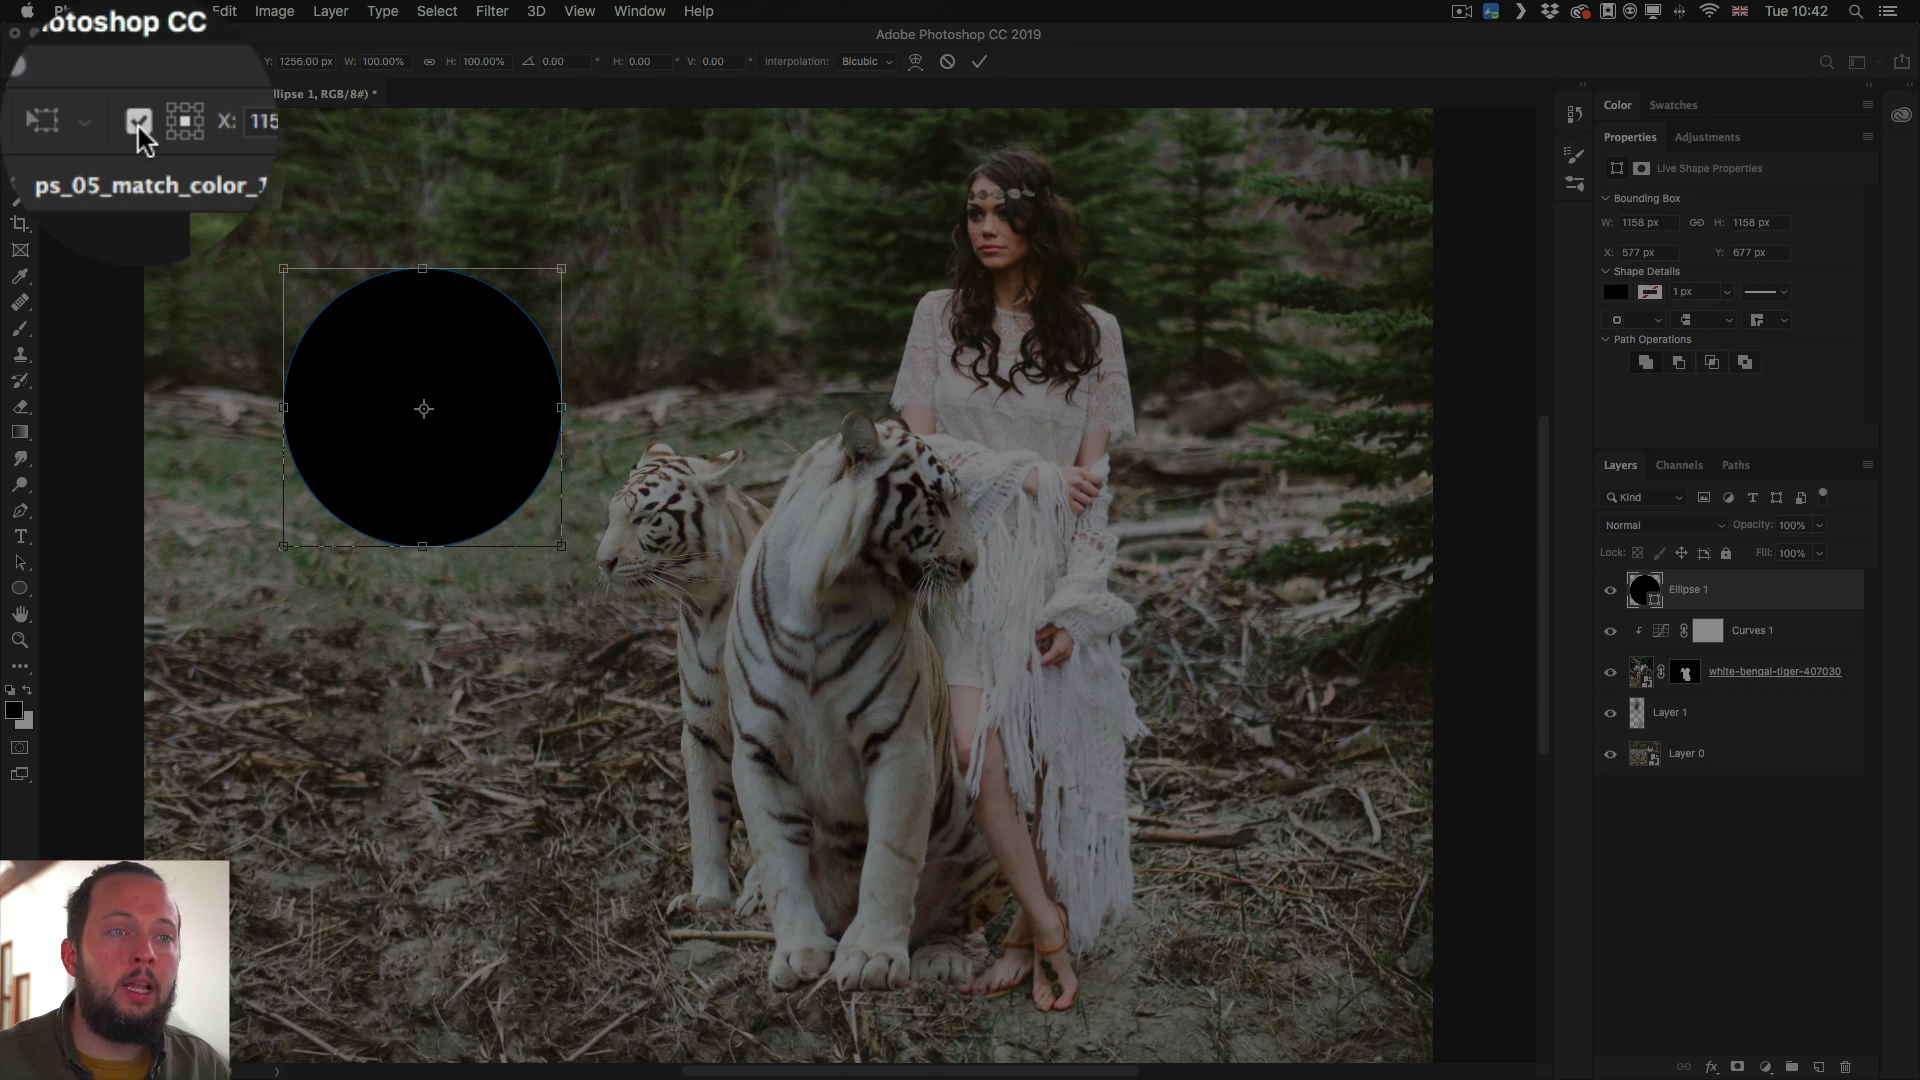 otoshop CC
Edit Image Layer Type Select Filter 3D View Window Help
Tue 10:42
Adobe Photoshop CC 2019
Y: 1256.00 px W: 100.00% H: 100.00% 0.00 ° H: 0.00 ° V: 0.00 ° Interpolation: Bicubic
llipse 1, RGB/8#) *
X: 115
ps_05_match_color_1
Color Swatches
Properties Adjustments
Live Shape Properties
Bounding Box
W: 1158 px H: 1158 px
X: 577 px Y: 677 px
Shape Details
1 px
Path Operations
Layers Channels Paths
Kind
Normal Opacity: 100%
Lock: Fill: 100%
Ellipse 1
Curves 1
white-bengal-tiger-407030
Layer 1
Layer 0
fx